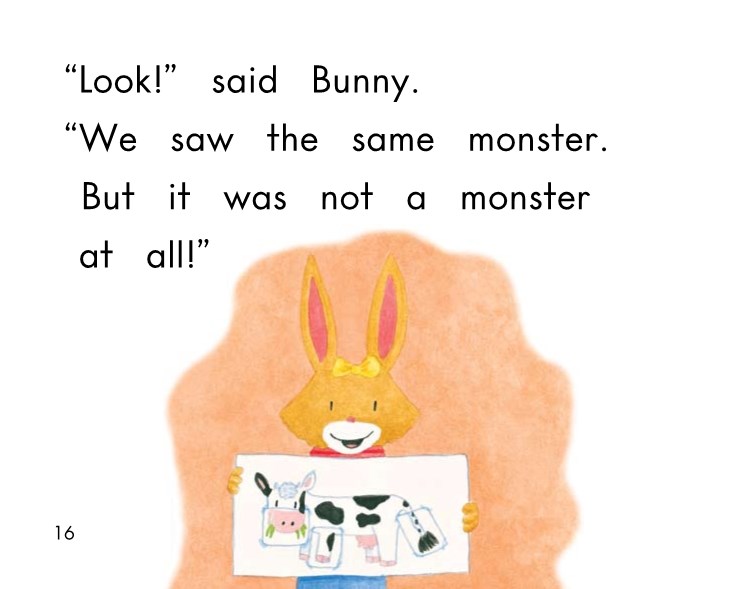 “Look!” said Bunny.
“We saw the same monster.
But it was not a monster
at all!”
16